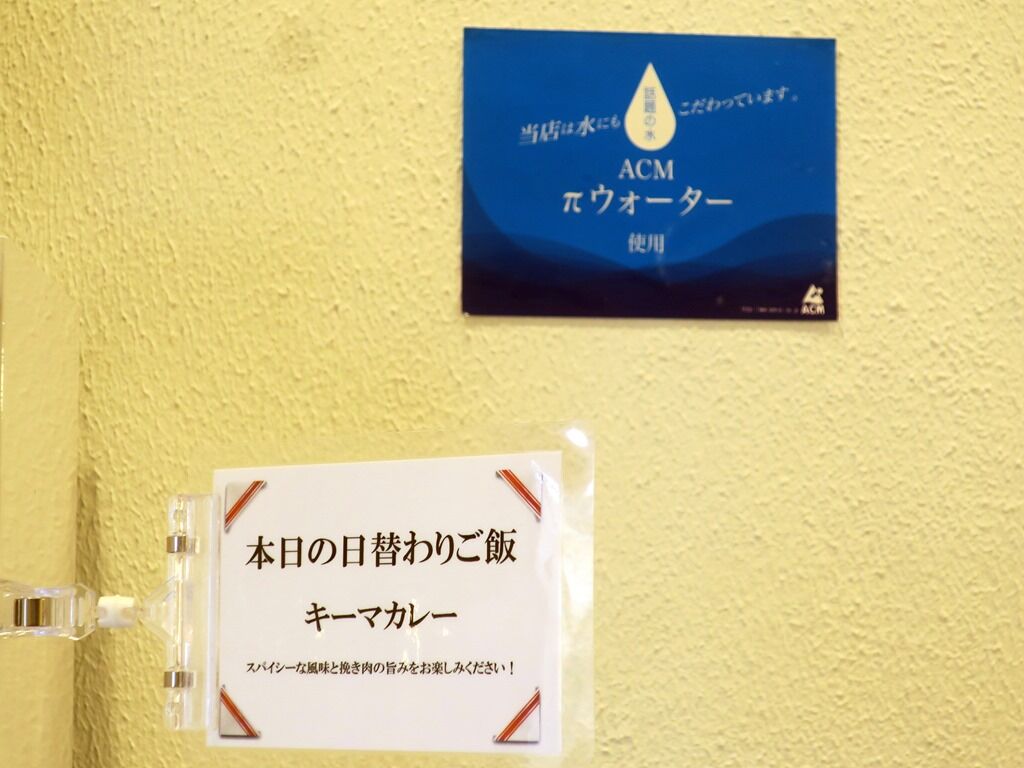 当店は水にもこだわっています。
話題の水
ACM
πウォーター
使用
ACM
本日の日替わりご飯
キーマカレー
スパイシーな風味と挽き肉の旨みをお楽しみください！